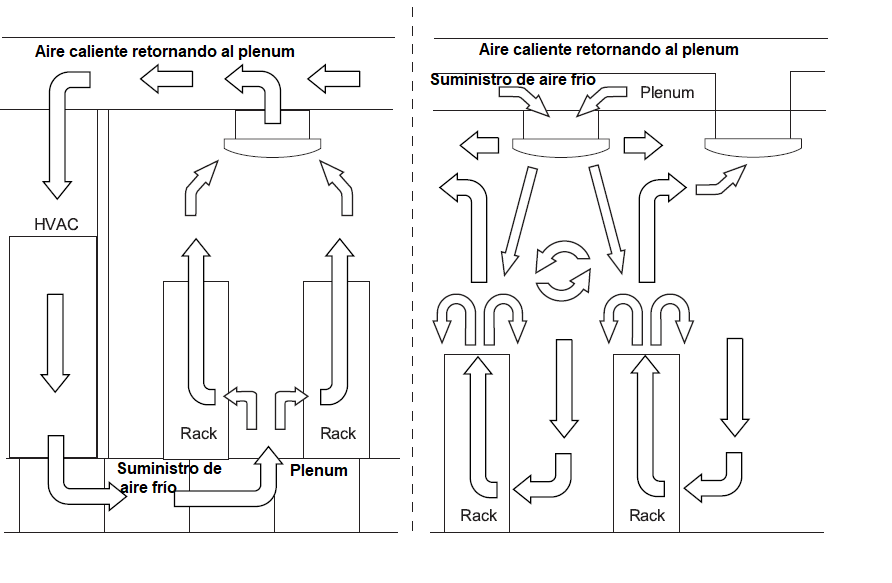 Aire caliente retornando al plenum
HVAC
Rack
Rack
Suministro de
aire frío
Plenum
Aire caliente retornando al plenum
Suministro de aire frío
Plenum
Rack
Rack